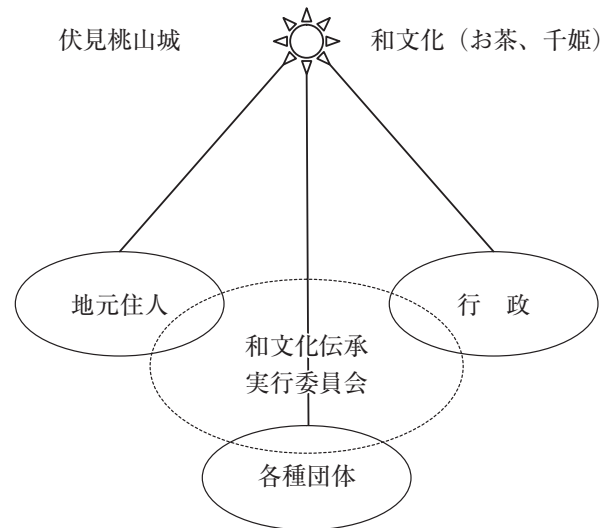 伏見桃山城
和文化（お茶、千姫）
地元住人
行　政
和文化伝承
実行委員会
各種団体